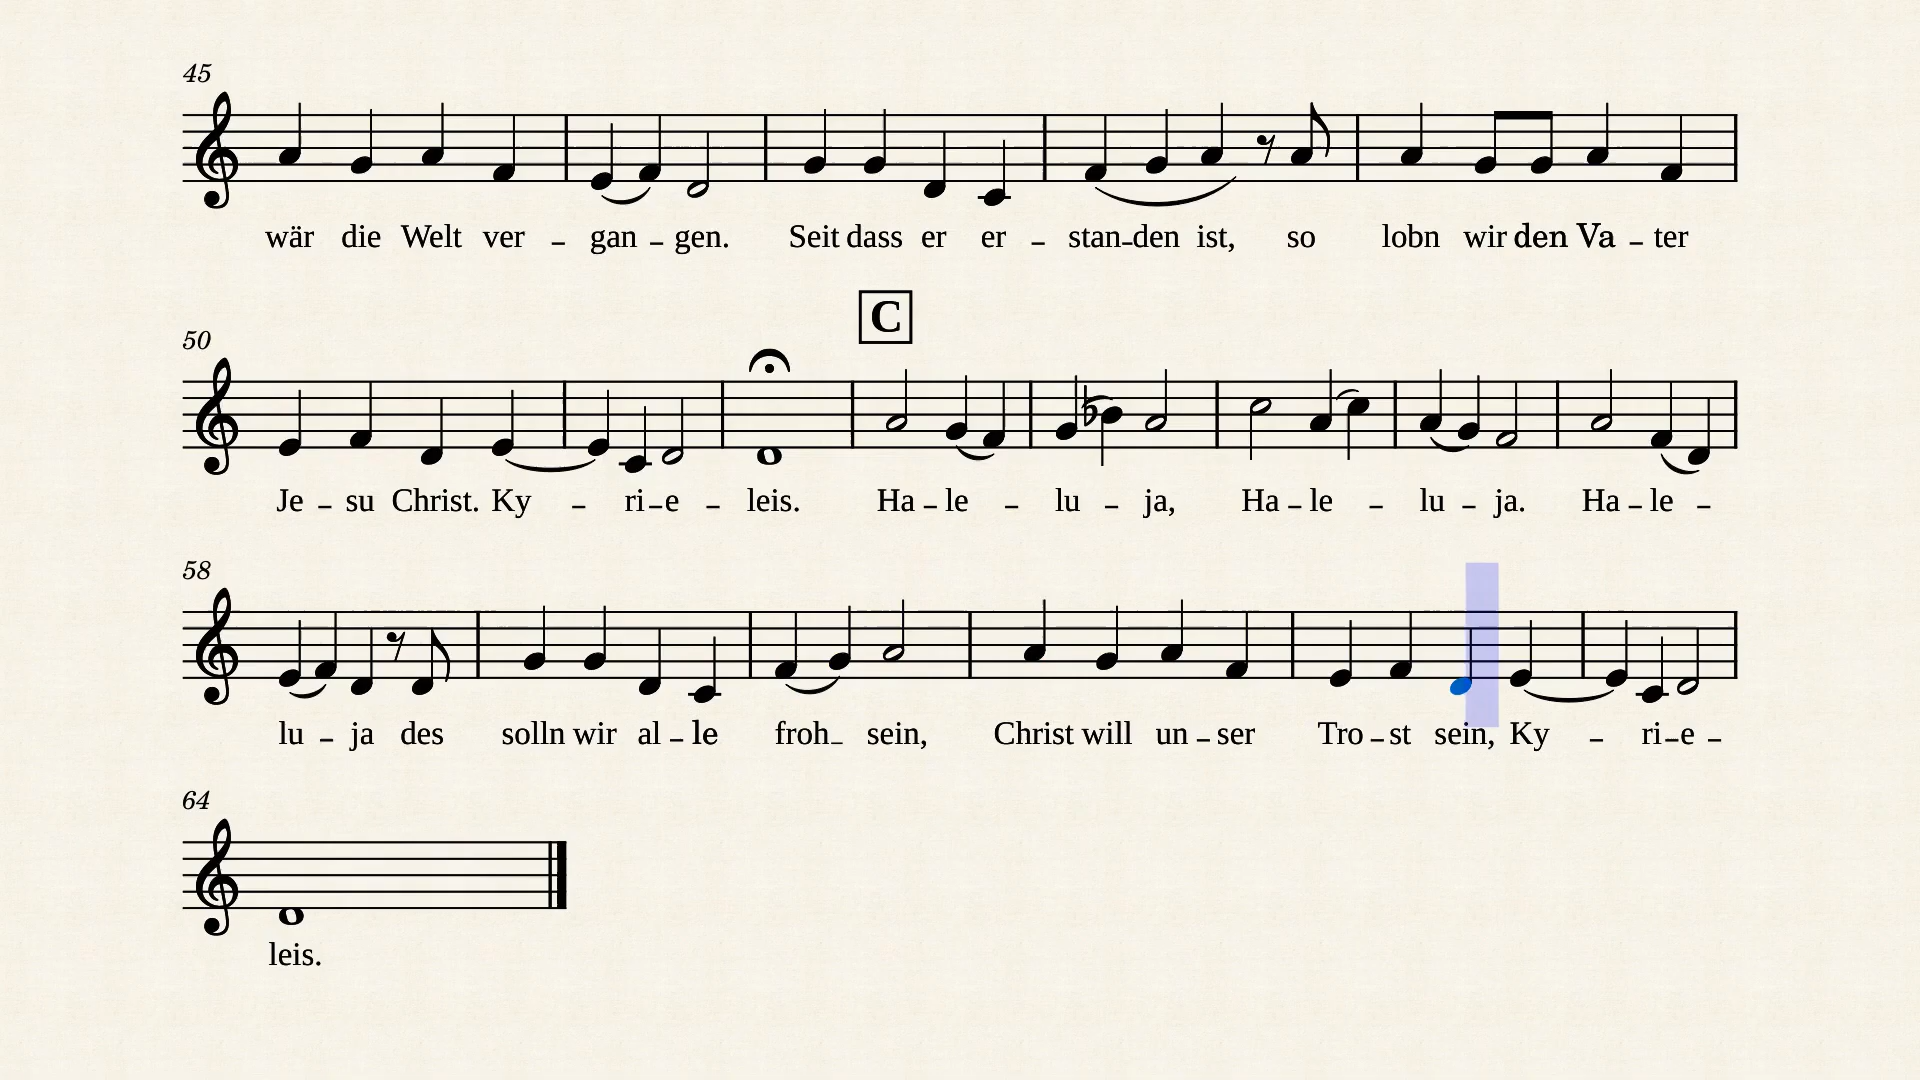 45
wär die Welt ver – gan – gen. Seit dass er er – stan–den ist, so lobn wir den Va – ter
C
50
Je – su Christ. Ky – ri–e – leis. Ha–le – lu – ja, Ha–le – lu – ja. Ha–le –
58
lu – ja des solln wir al–le froh– sein, Christ will un–ser Tro–st sein, Ky – ri–e –
64
leis.